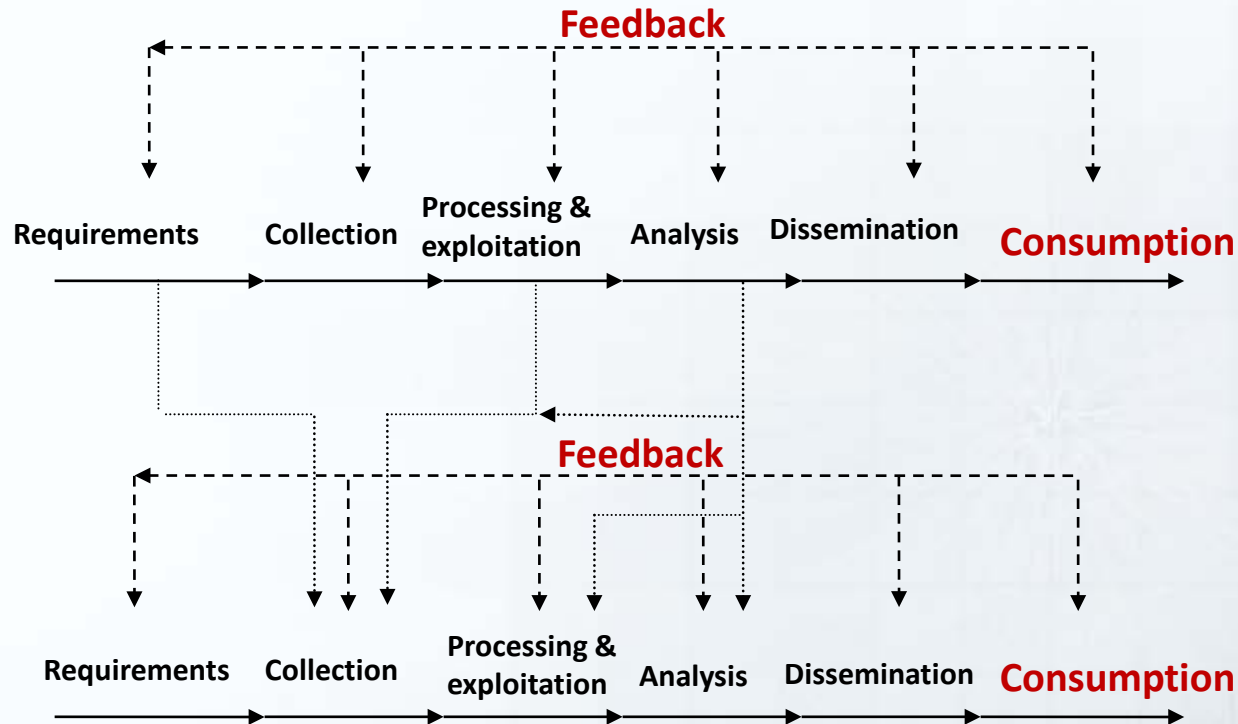 Feedback
Requirements
Collection
Processing &
exploitation
Analysis
Dissemination
Consumption
Feedback
Requirements
Collection
Processing &
exploitation
Analysis
Dissemination
Consumption